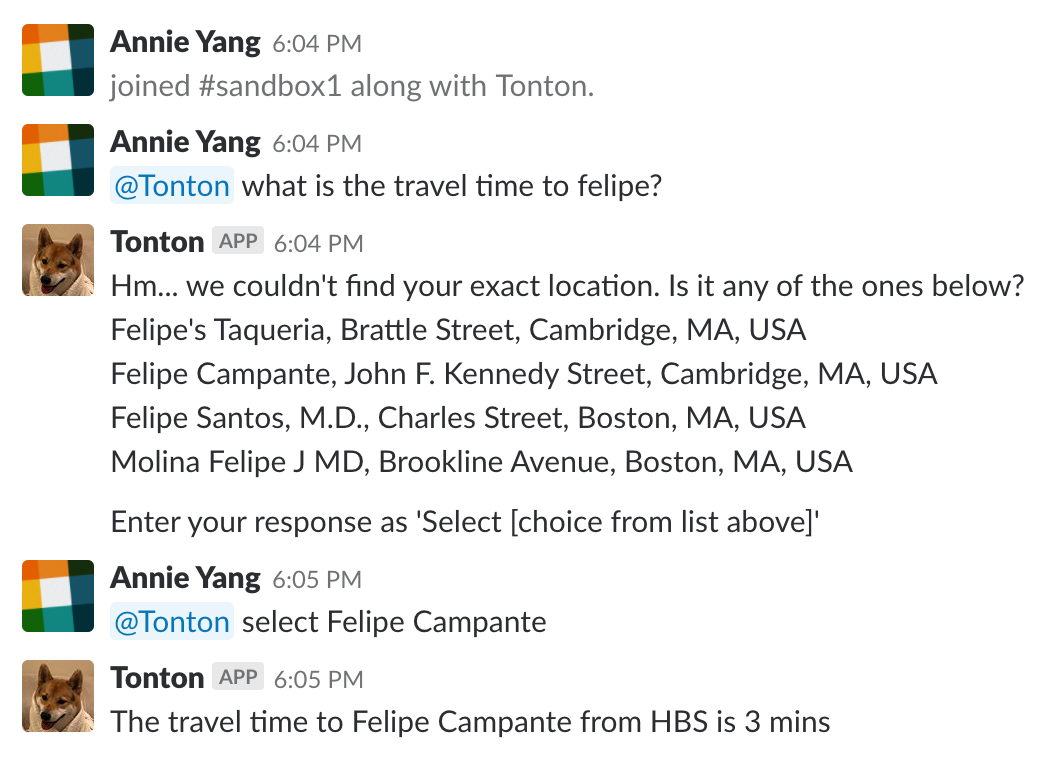 Annie Yang 6:04 PM
joined #sandbox1 along with Tonton.
Annie Yang 6:04 PM
@Tonton what is the travel time to felipe?
Tonton APP 6:04 PM
Hm... we couldn't find your exact location. Is it any of the ones below?
Felipe's Taqueria, Brattle Street, Cambridge, MA, USA
Felipe Campante, John F. Kennedy Street, Cambridge, MA, USA
Felipe Santos, M.D., Charles Street, Boston, MA, USA
Molina Felipe J MD, Brookline Avenue, Boston, MA, USA
Enter your response as 'Select [choice from list above]'
Annie Yang 6:05 PM
@Tonton select Felipe Campante
Tonton APP 6:05 PM
The travel time to Felipe Campante from HBS is 3 mins